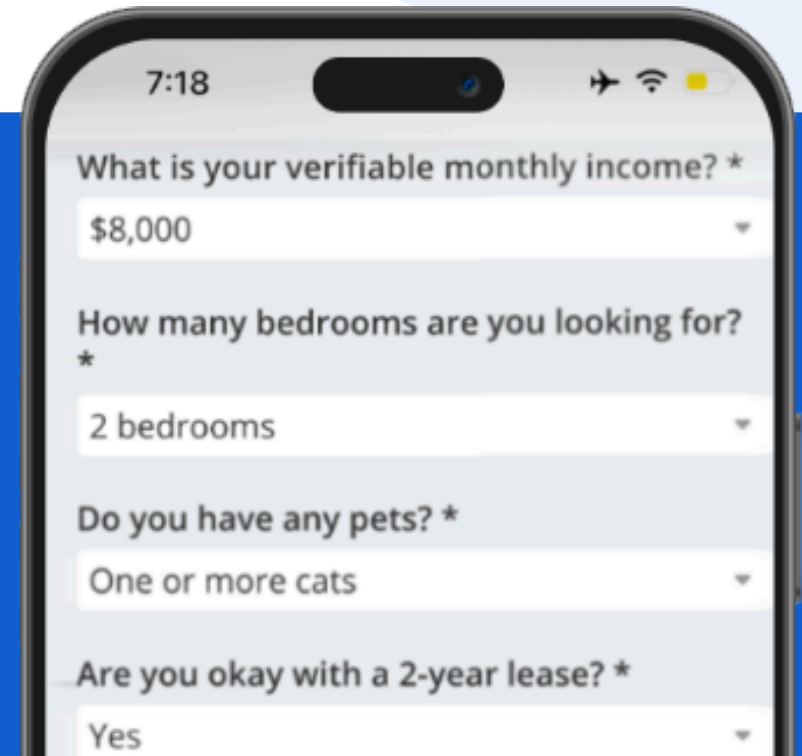 7:18
What is your verifiable monthly income? *
$8,000
How many bedrooms are you looking for?
*
2 bedrooms
Do you have any pets? *
One or more cats
Are you okay with a 2-year lease? *
Yes